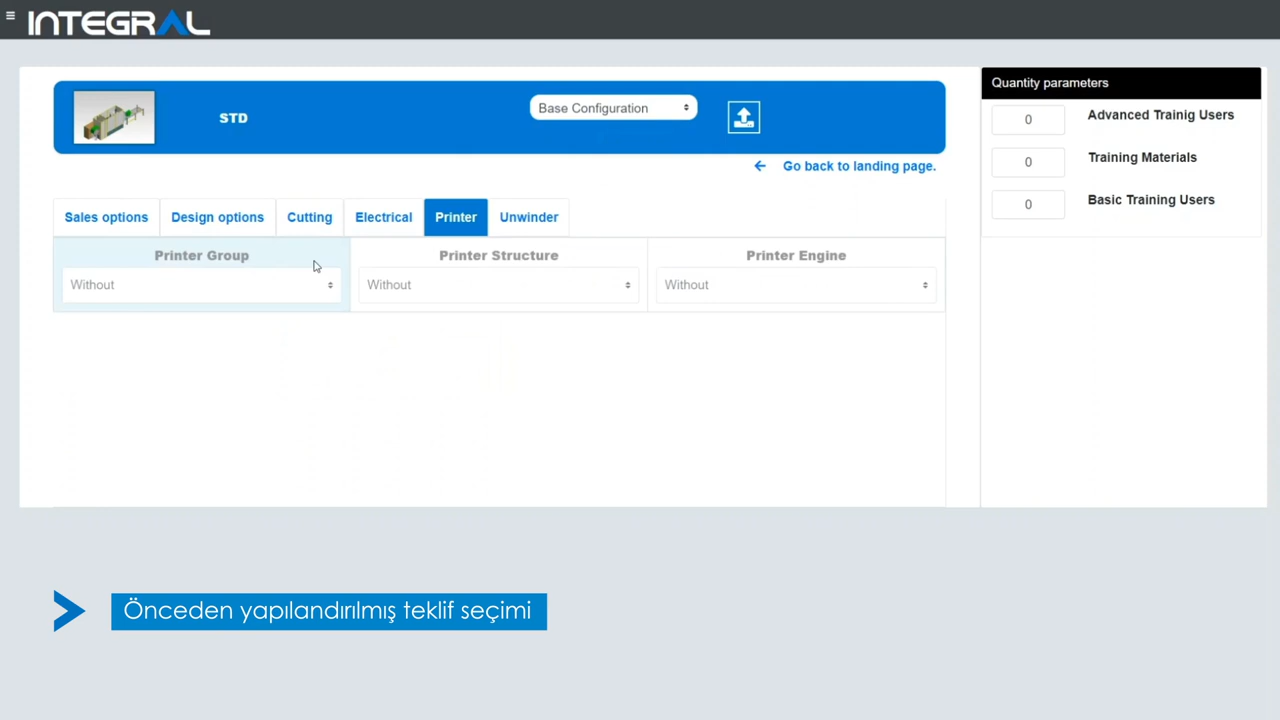 INTEGRAL
STD
Base Configuration
Go back to landing page.
Sales options
Design options
Cutting
Electrical
Printer
Unwinder
Printer Group
Printer Structure
Printer Engine
Without
Without
Without
Quantity parameters
0
Advanced Trainig Users
0
Training Materials
0
Basic Training Users
Önceden yapılandırılmış teklif seçimi